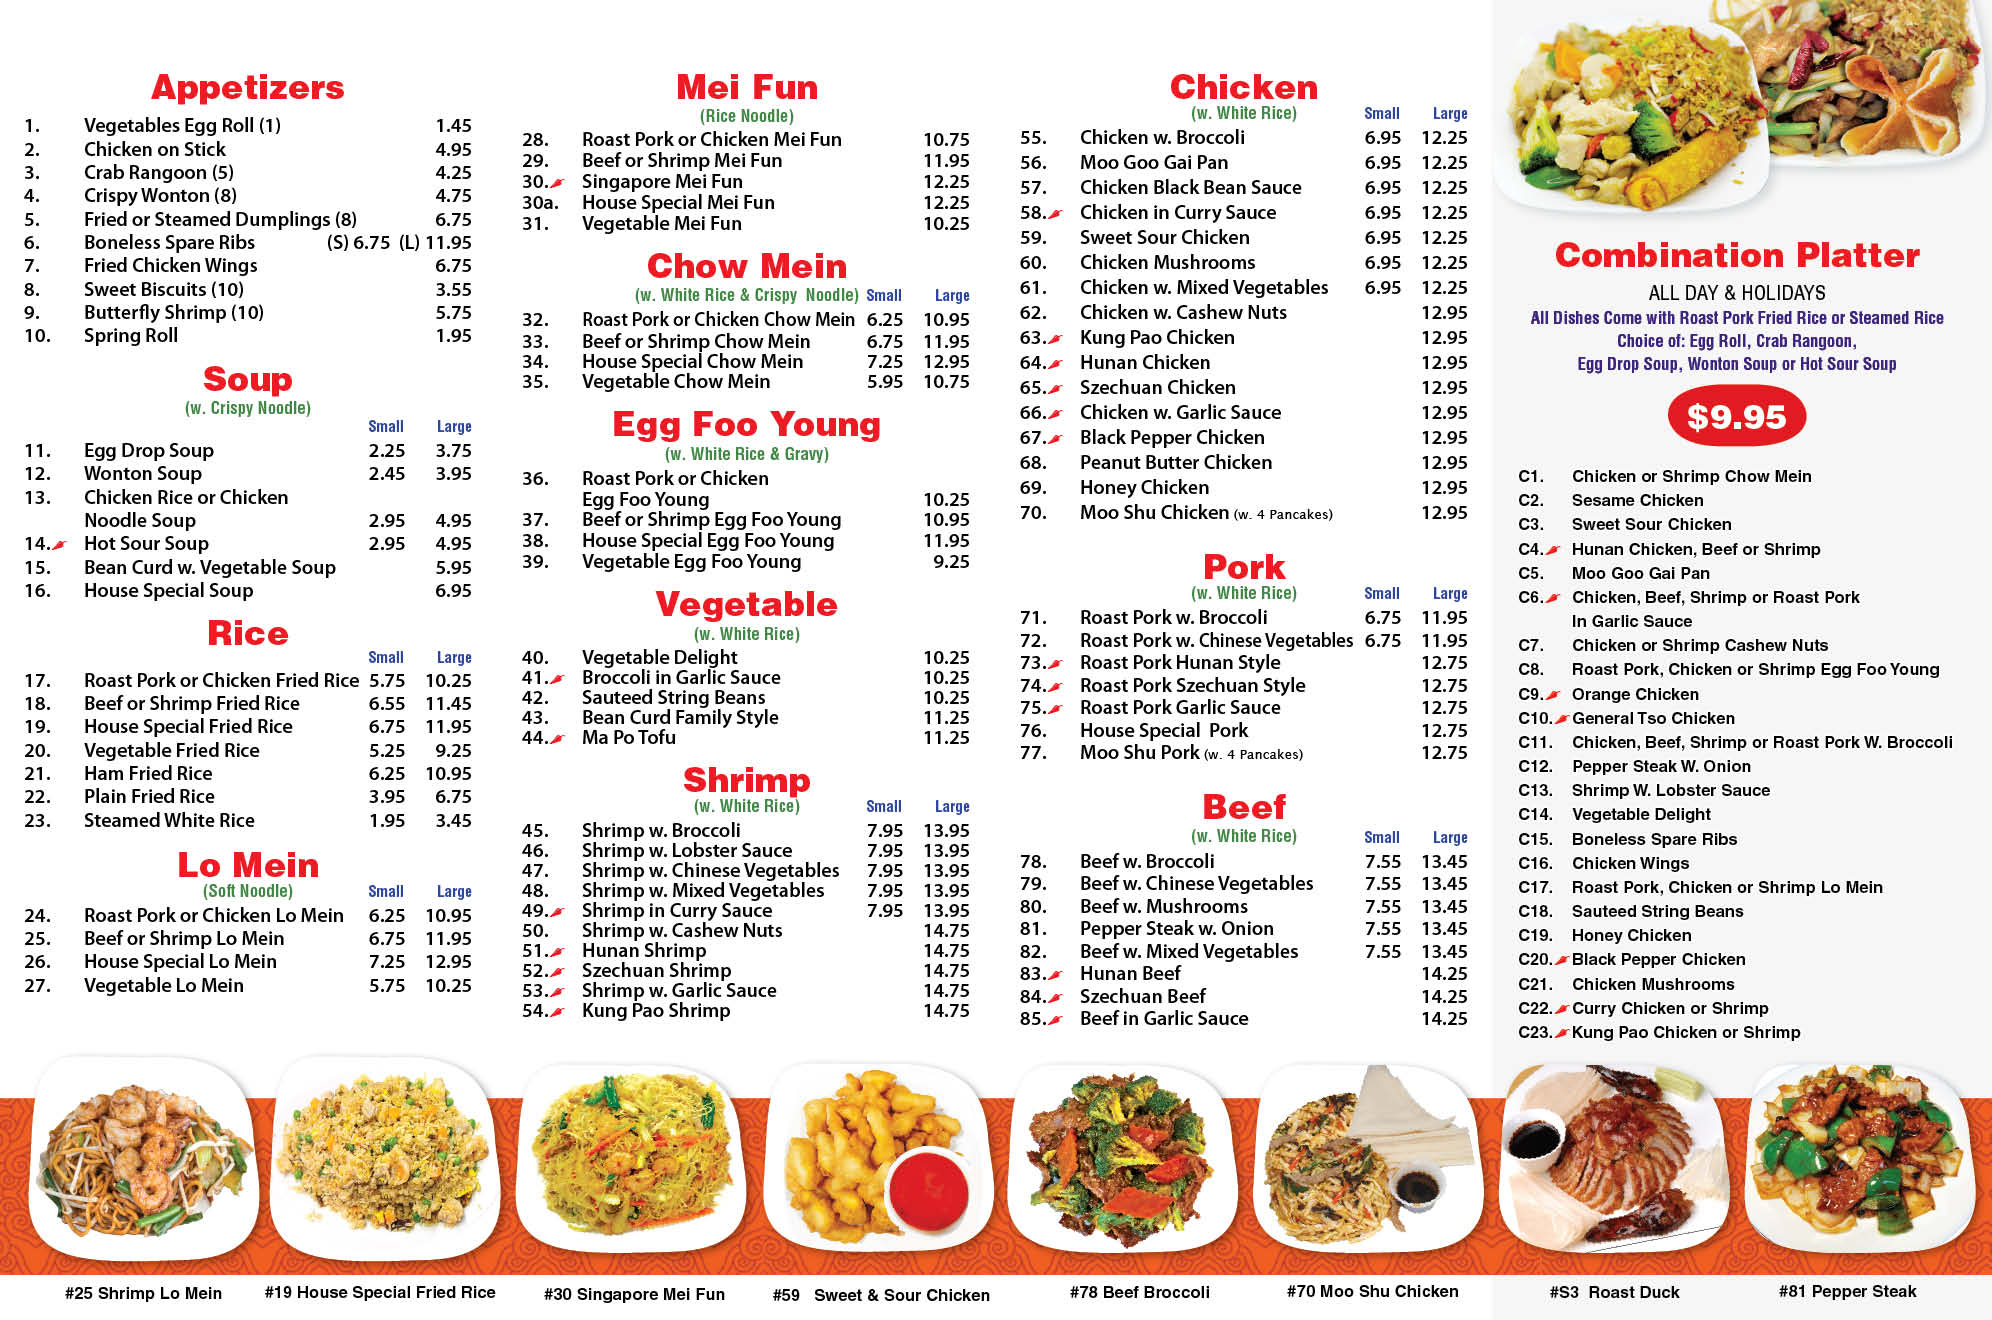 Appetizers
1. Vegetables Egg Roll (1) 1.45
2. Chicken on Stick 4.95
3. Crab Rangoon (5) 4.25
4. Crispy Wonton (8) 4.75
5. Fried or Steamed Dumplings (8) 6.75
6. Boneless Spare Ribs (S) 6.75 (L) 11.95
7. Fried Chicken Wings 6.75
8. Sweet Biscuits (10) 3.55
9. Butterfly Shrimp (10) 5.75
10. Spring Roll 1.95
Soup
(w. Crispy Noodle)
Small Large
11. Egg Drop Soup 2.25 3.75
12. Wonton Soup 2.45 3.95
13. Chicken Rice or Chicken
Noodle Soup 2.95 4.95
14. Hot Sour Soup 2.95 4.95
15. Bean Curd w. Vegetable Soup 5.95
16. House Special Soup 6.95
Rice
Small Large
17. Roast Pork or Chicken Fried Rice 5.75 10.25
18. Beef or Shrimp Fried Rice 6.55 11.45
19. House Special Fried Rice 6.75 11.95
20. Vegetable Fried Rice 5.25 9.25
21. Ham Fried Rice 6.25 10.95
22. Plain Fried Rice 3.95 6.75
23. Steamed White Rice 1.95 3.45
Lo Mein
(Soft Noodle) Small Large
24. Roast Pork or Chicken Lo Mein 6.25 10.95
25. Beef or Shrimp Lo Mein 6.75 11.95
26. House Special Lo Mein 7.25 12.95
27. Vegetable Lo Mein 5.75 10.25
Mei Fun
(Rice Noodle)
28. Roast Pork or Chicken Mei Fun 10.75
29. Beef or Shrimp Mei Fun 11.95
30. Singapore Mei Fun 12.25
30a. House Special Mei Fun 12.25
31. Vegetable Mei Fun 10.25
Chow Mein
(w. White Rice & Crispy Noodle) Small Large
32. Roast Pork or Chicken Chow Mein 6.25 10.95
33. Beef or Shrimp Chow Mein 6.75 11.95
34. House Special Chow Mein 7.25 12.95
35. Vegetable Chow Mein 5.95 10.75
Egg Foo Young
(w. White Rice & Gravy)
36. Roast Pork or Chicken
Egg Foo Young 10.25
37. Beef or Shrimp Egg Foo Young 10.95
38. House Special Egg Foo Young 11.95
39. Vegetable Egg Foo Young 9.25
Vegetable
(w. White Rice)
40. Vegetable Delight 10.25
41. Broccoli in Garlic Sauce 10.25
42. Sauteed String Beans 10.25
43. Bean Curd Family Style 11.25
44. Ma Po Tofu 11.25
Shrimp
(w. White Rice) Small Large
45. Shrimp w. Broccoli 7.95 13.95
46. Shrimp w. Lobster Sauce 7.95 13.95
47. Shrimp w. Chinese Vegetables 7.95 13.95
48. Shrimp w. Mixed Vegetables 7.95 13.95
49. Shrimp in Curry Sauce 7.95 13.95
50. Shrimp w. Cashew Nuts 14.75
51. Hunan Shrimp 14.75
52. Szechuan Shrimp 14.75
53. Shrimp w. Garlic Sauce 14.75
54. Kung Pao Shrimp 14.75
Chicken
(w. White Rice) Small Large
55. Chicken w. Broccoli 6.95 12.25
56. Moo Goo Gai Pan 6.95 12.25
57. Chicken Black Bean Sauce 6.95 12.25
58. Chicken in Curry Sauce 6.95 12.25
59. Sweet Sour Chicken 6.95 12.25
60. Chicken Mushrooms 6.95 12.25
61. Chicken w. Mixed Vegetables 6.95 12.25
62. Chicken w. Cashew Nuts 12.95
63. Kung Pao Chicken 12.95
64. Hunan Chicken 12.95
65. Szechuan Chicken 12.95
66. Chicken w. Garlic Sauce 12.95
67. Black Pepper Chicken 12.95
68. Peanut Butter Chicken 12.95
69. Honey Chicken 12.95
70. Moo Shu Chicken (w. 4 Pancakes) 12.95
Pork
(w. White Rice) Small Large
71. Roast Pork w. Broccoli 6.75 11.95
72. Roast Pork w. Chinese Vegetables 6.75 11.95
73. Roast Pork Hunan Style 12.75
74. Roast Pork Szechuan Style 12.75
75. Roast Pork Garlic Sauce 12.75
76. House Special Pork 12.75
77. Moo Shu Pork (w. 4 Pancakes) 12.75
Beef
(w. White Rice) Small Large
78. Beef w. Broccoli 7.55 13.45
79. Beef w. Chinese Vegetables 7.55 13.45
80. Beef w. Mushrooms 7.55 13.45
81. Pepper Steak w. Onion 7.55 13.45
82. Beef w. Mixed Vegetables 7.55 13.45
83. Hunan Beef 14.25
84. Szechuan Beef 14.25
85. Beef in Garlic Sauce 14.25
Combination Platter
ALL DAY & HOLIDAYS
All Dishes Come with Roast Pork Fried Rice or Steamed Rice
Choice of: Egg Roll, Crab Rangoon,
Egg Drop Soup, Wonton Soup or Hot Sour Soup
$9.95
C1. Chicken or Shrimp Chow Mein
C2. Sesame Chicken
C3. Sweet Sour Chicken
C4. Hunan Chicken, Beef or Shrimp
C5. Moo Goo Gai Pan
C6. Chicken, Beef, Shrimp or Roast Pork
In Garlic Sauce
C7. Chicken or Shrimp Cashew Nuts
C8. Roast Pork, Chicken or Shrimp Egg Foo Young
C9. Orange Chicken
C10. General Tso Chicken
C11. Chicken, Beef, Shrimp or Roast Pork W. Broccoli
C12. Pepper Steak W. Onion
C13. Shrimp W. Lobster Sauce
C14. Vegetable Delight
C15. Boneless Spare Ribs
C16. Chicken Wings
C17. Roast Pork, Chicken or Shrimp Lo Mein
C18. Sauteed String Beans
C19. Honey Chicken
C20. Black Pepper Chicken
C21. Chicken Mushrooms
C22. Curry Chicken or Shrimp
C23. Kung Pao Chicken or Shrimp
#25 Shrimp Lo Mein
#19 House Special Fried Rice
#30 Singapore Mei Fun
#59 Sweet & Sour Chicken
#78 Beef Broccoli
#70 Moo Shu Chicken
#S3 Roast Duck
#81 Pepper Steak